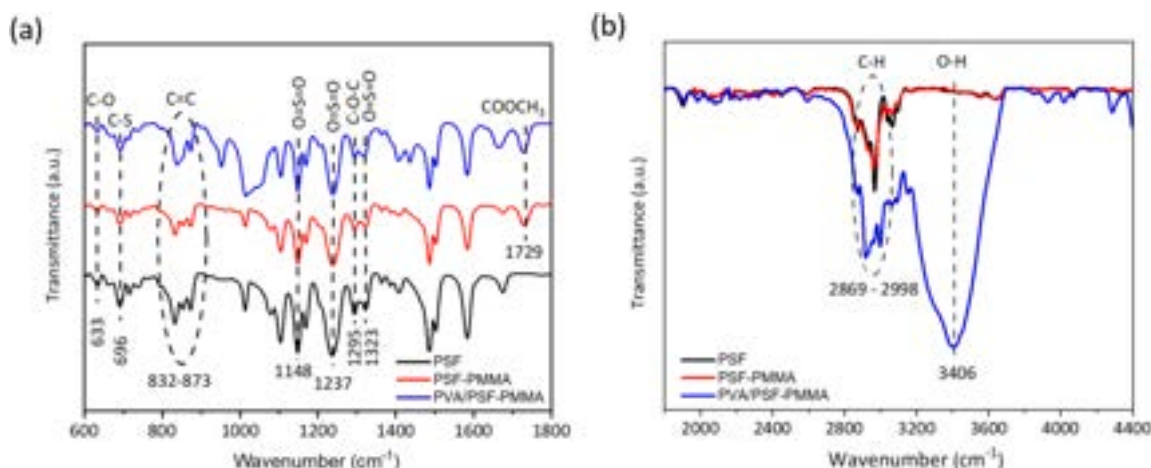 (a)
C-O
C-S
C=C
O=S=O
O=S=O
C-O-C
O=S=O
COOCH₃
1729
633
696
832-873
1148
1237
1295
1323
PSF
PSF-PMMA
PVA/PSF-PMMA
Transmittance (a.u.)
600 800 1000 1200 1400 1600 1800
Wavenumber (cm⁻¹)
(b)
C-H
O-H
2869 - 2998
3406
PSF
PSF-PMMA
PVA/PSF-PMMA
Transmittance (a.u.)
2000 2400 2800 3200 3600 4000 4400
Wavenumber (cm⁻¹)